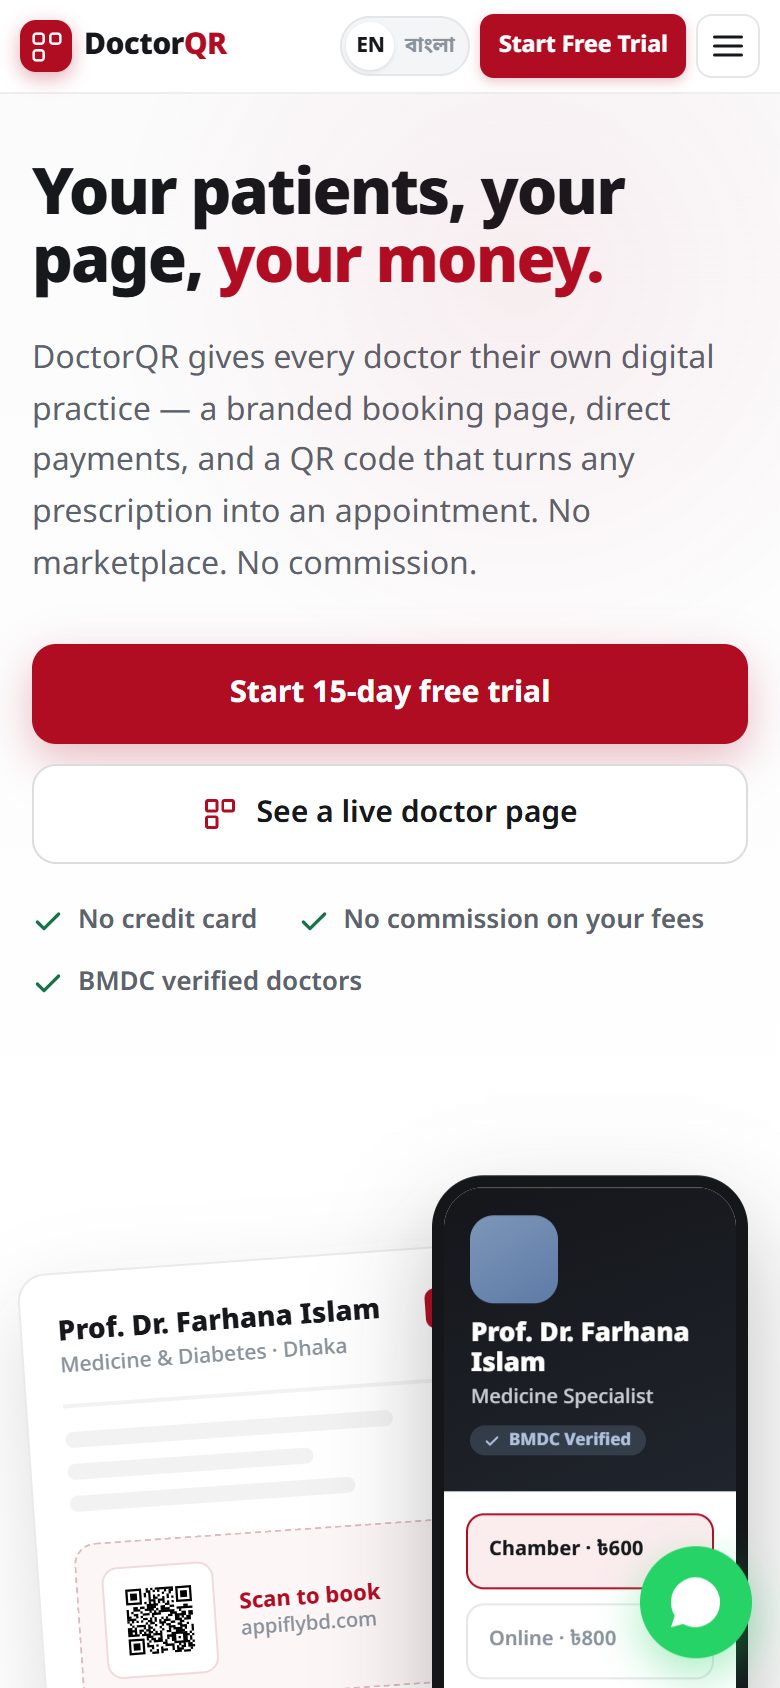 DoctorQR
EN বাংলা
Start Free Trial
Your patients, your
page, your money.
DoctorQR gives every doctor their own digital
practice — a branded booking page, direct
payments, and a QR code that turns any
prescription into an appointment. No
marketplace. No commission.
Start 15-day free trial
See a live doctor page
No credit card
No commission on your fees
BMDC verified doctors
Prof. Dr. Farhana Islam
Medicine & Diabetes · Dhaka
Scan to book
appiflybd.com
Prof. Dr. Farhana
Islam
Medicine Specialist
BMDC Verified
Chamber · ৳600
Online · ৳800